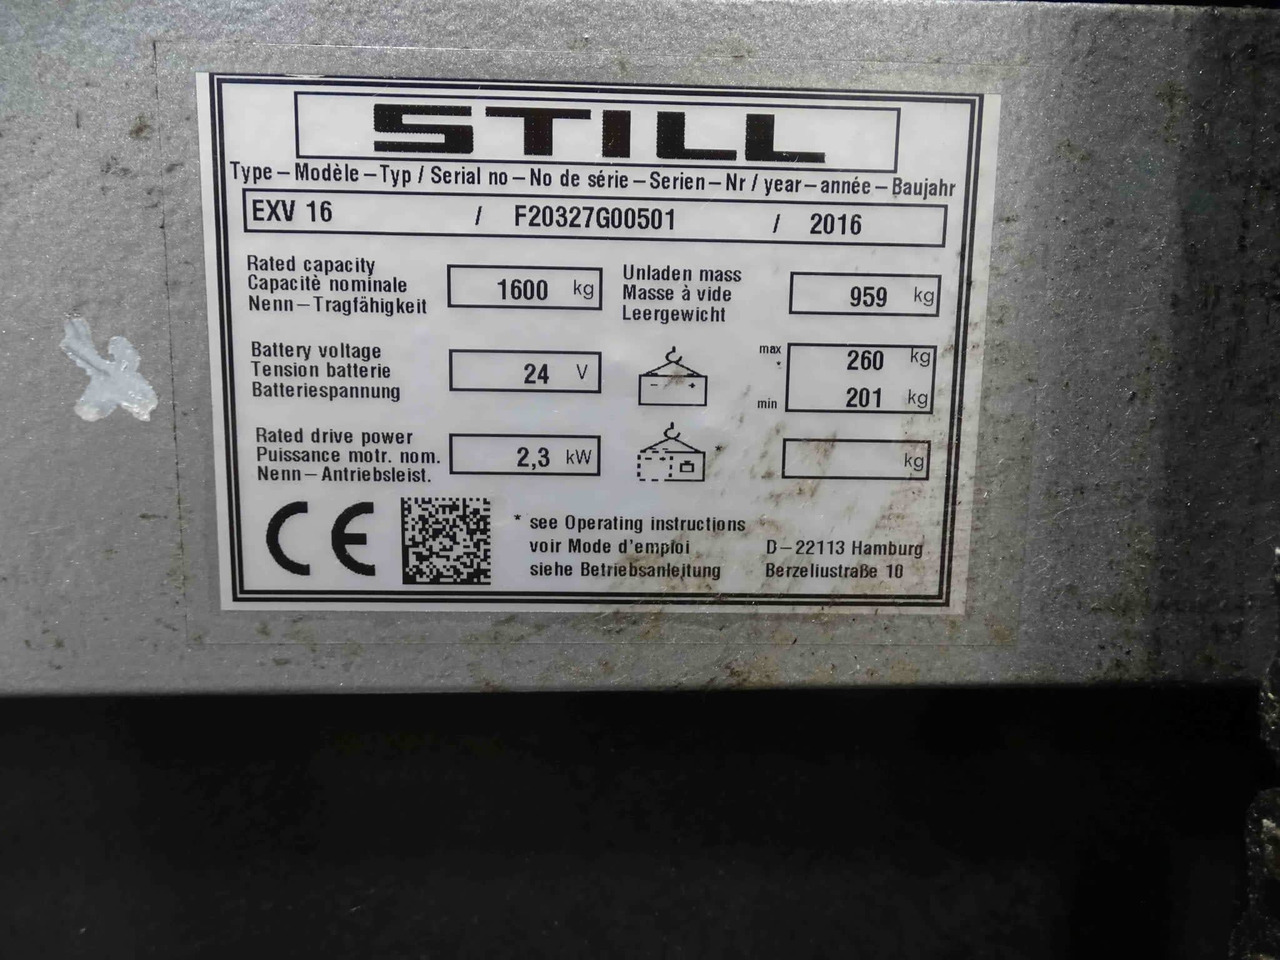 STILL
Type – Modèle – Typ / Serial no – No de série – Serien – Nr / year – année – Baujahr
EXV 16 / F20327G00501 / 2016
Rated capacity
Capacitè nominale
Nenn – Tragfähigkeit
1600 kg
Unladen mass
Masse à vide
Leergewicht
959 kg
Battery voltage
Tension batterie
Batteriespannung
24 V
- +
max
*
min
260 kg
201 kg
Rated drive power
Puissance motr. nom.
Nenn – Antriebsleist.
2,3 kW
*
kg
CE
* see Operating instructions
voir Mode d'emploi
siehe Betriebsanleitung
D – 22113 Hamburg
Berzeliusstraße 10